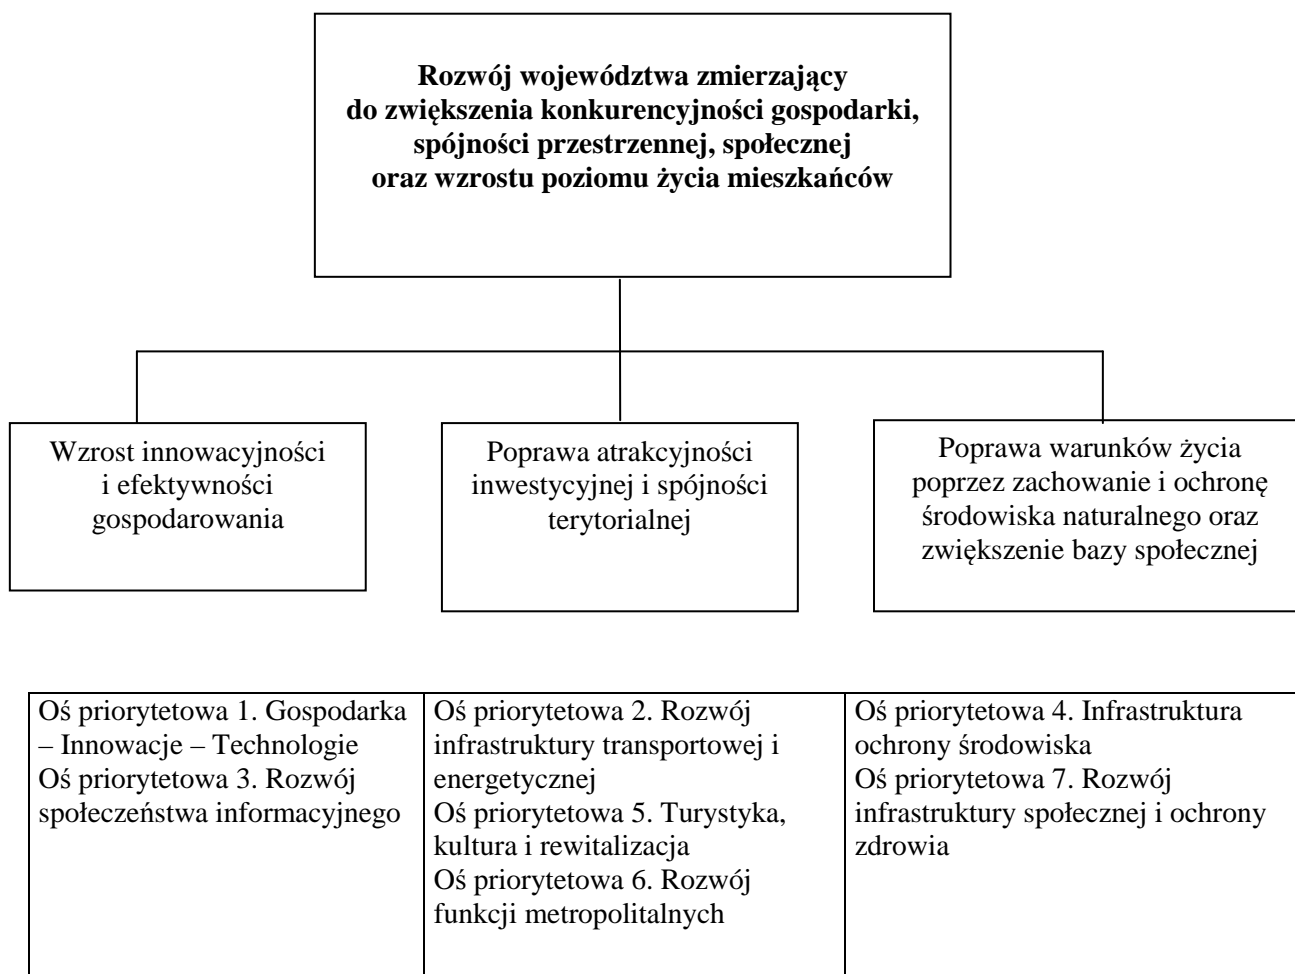 Rozwój województwa zmierzający
do zwiększenia konkurencyjności gospodarki,
spójności przestrzennej, społecznej
oraz wzrostu poziomu życia mieszkańców
Wzrost innowacyjności
i efektywności
gospodarowania
Poprawa atrakcyjności
inwestycyjnej i spójności
terytorialnej
Poprawa warunków życia
poprzez zachowanie i ochronę
środowiska naturalnego oraz
zwiększenie bazy społecznej
Oś priorytetowa 1. Gospodarka
– Innowacje – Technologie
Oś priorytetowa 3. Rozwój
społeczeństwa informacyjnego
Oś priorytetowa 2. Rozwój
infrastruktury transportowej i
energetycznej
Oś priorytetowa 5. Turystyka,
kultura i rewitalizacja
Oś priorytetowa 6. Rozwój
funkcji metropolitalnych
Oś priorytetowa 4. Infrastruktura
ochrony środowiska
Oś priorytetowa 7. Rozwój
infrastruktury społecznej i ochrony
zdrowia